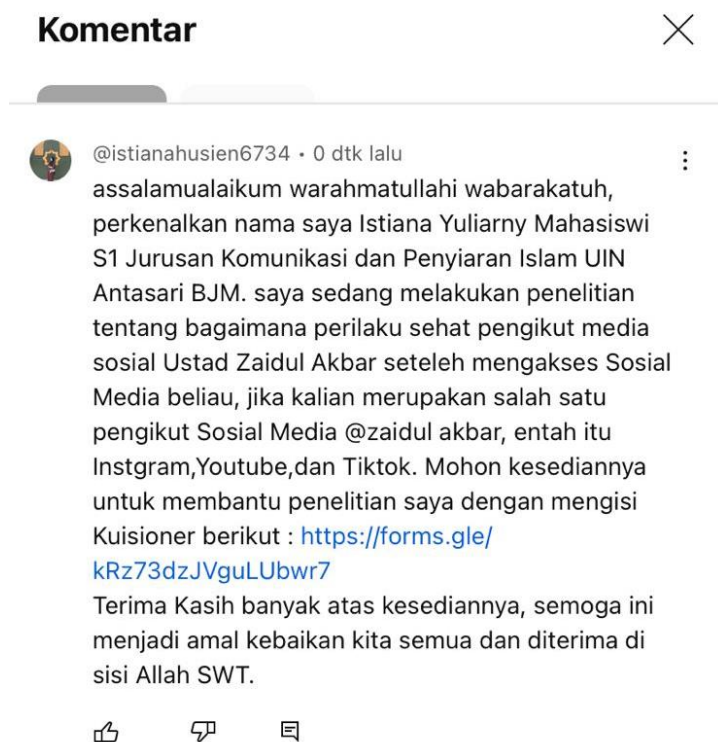 Komentar
@istianahusien6734 • 0 dtk lalu
assalamualaikum warahmatullahi wabarakatuh,
perkenalkan nama saya Istiana Yuliarny Mahasiswi
S1 Jurusan Komunikasi dan Penyiaran Islam UIN
Antasari BJM. saya sedang melakukan penelitian
tentang bagaimana perilaku sehat pengikut media
sosial Ustad Zaidul Akbar seteleh mengakses Sosial
Media beliau, jika kalian merupakan salah satu
pengikut Sosial Media @zaidul akbar, entah itu
Instgram,Youtube,dan Tiktok. Mohon kesediannya
untuk membantu penelitian saya dengan mengisi
Kuisioner berikut : https://forms.gle/
kRz73dzJVguLUbwr7
Terima Kasih banyak atas kesediannya, semoga ini
menjadi amal kebaikan kita semua dan diterima di
sisi Allah SWT.